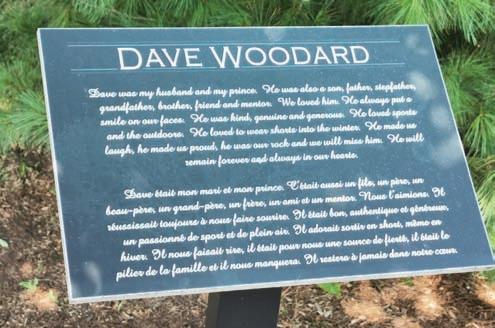 DAVE WOODARD
Dave was my husband and my prince. He was also a son, father, stepfather,
grandfather, brother, friend and mentor. We loved him. He always put a
smile on our faces. He was kind, genuine and generous. He loved sports
and the outdoors. He loved to wear shorts into the winter. He made us
laugh, he made us proud, he was our rock and we will miss him. He will
remain forever and always in our hearts.
Dave était mon mari et mon prince. C'était aussi un fils, un père, un
beau-père, un grand-père, un frère, un ami et un mentor. Nous l'aimions. Il
réussissait toujours à nous faire sourire. Il était bon, authentique et généreux,
un passionné de sport et de plein air. Il adorait sortir en short, même en
hiver. Il nous faisait rire, il était pour nous une source de fierté, il était le
pilier de la famille et il nous manquera. Il restera à jamais dans notre cœur.